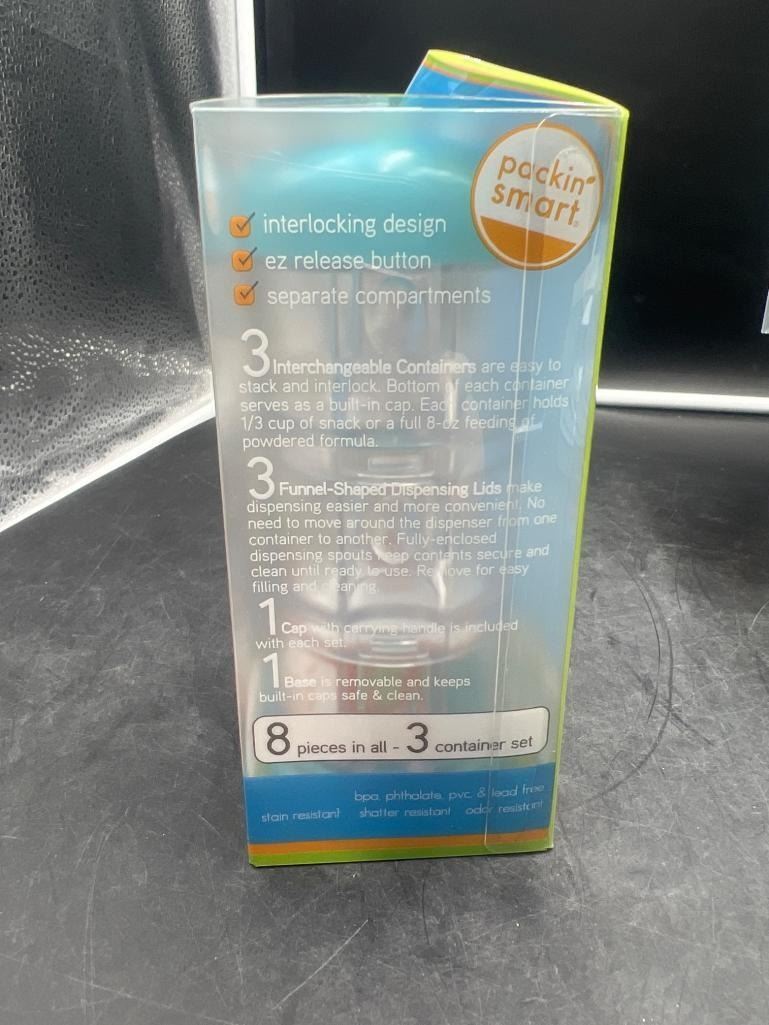 packin'
smart
interlocking design
ez release button
separate compartments
3 Interchangeable Containers are easy to
stack and interlock. Bottom of each container
serves as a built-in cap. Each container holds
1/3 cup of snack or a full 8-oz feeding of
powdered formula.
3 Funnel-Shaped Dispensing Lids make
dispensing easier and more convenient. No
need to move around the dispenser from one
container to another. Fully-enclosed
dispensing spouts keep contents secure and
clean until ready to use. Remove for easy
filling and cleaning.
1 Cap with carrying handle is included
with each set.
1 Base is removable and keeps
built-in caps safe & clean.
8 pieces in all - 3 container set
bpa, phthalate, pvc, & lead free
stain resistant shatter resistant odor resistant